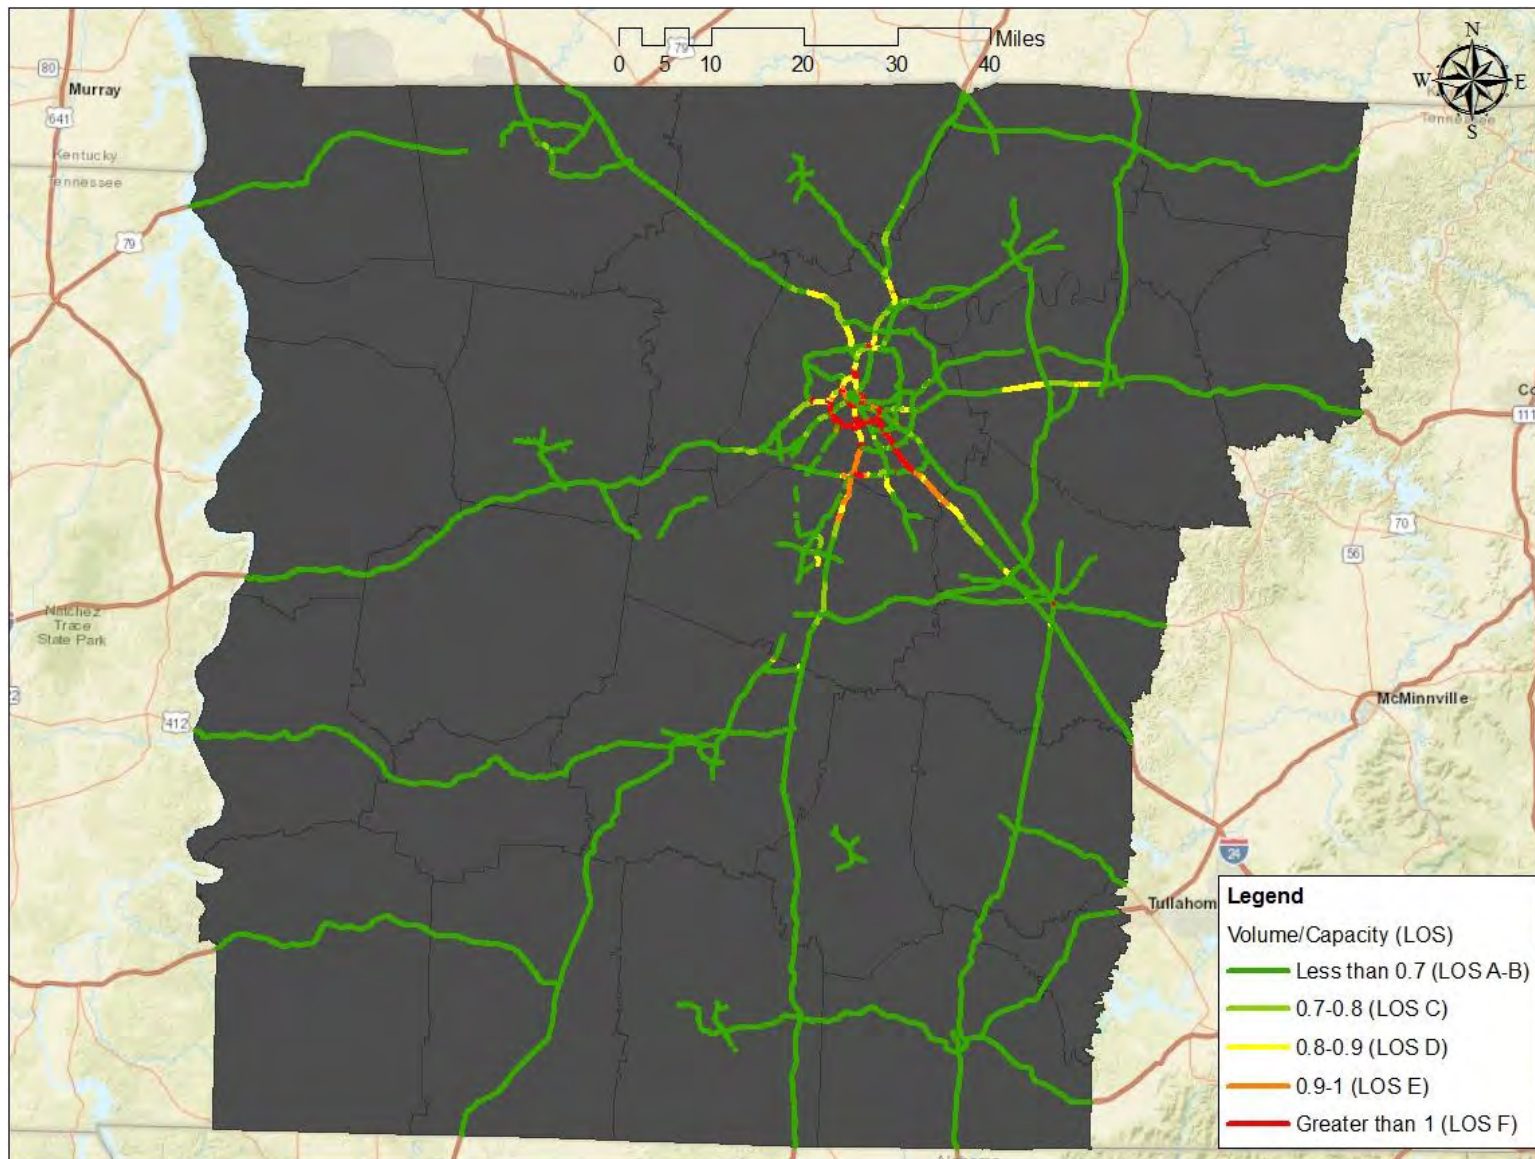 N
W E
S
Miles
0 5 10 20 30 40
79
80
Murray
641
Kentucky
Tennessee
Tennessee
79
Co
111
Natchez
Trace
State Park
70
56
412
McMinnville
24
Tullahom
Legend
Volume/Capacity (LOS)
Less than 0.7 (LOS A-B)
0.7-0.8 (LOS C)
0.8-0.9 (LOS D)
0.9-1 (LOS E)
Greater than 1 (LOS F)